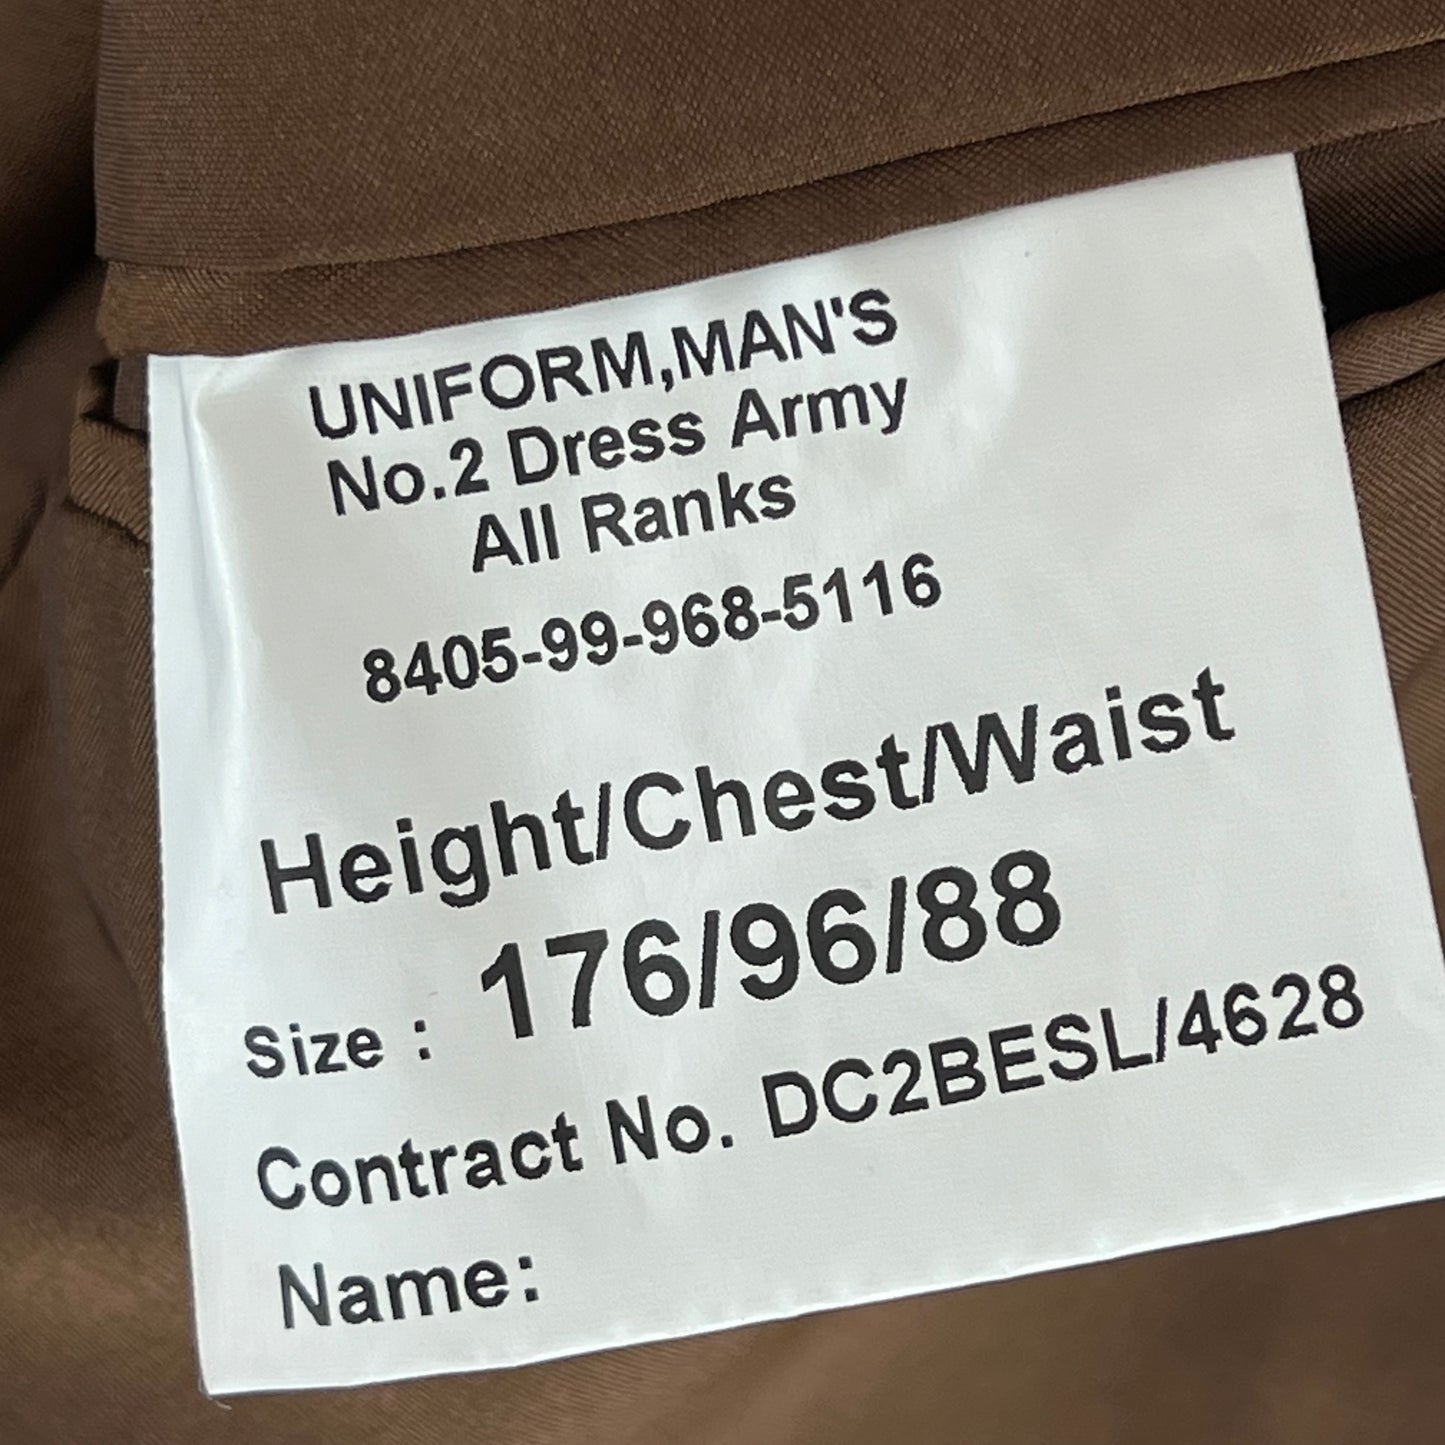 UNIFORM,MAN'S
No.2 Dress Army
All Ranks
8405-99-968-5116
Height/Chest/Waist
Size : 176/96/88
Contract No. DC2BESL/4628
Name: